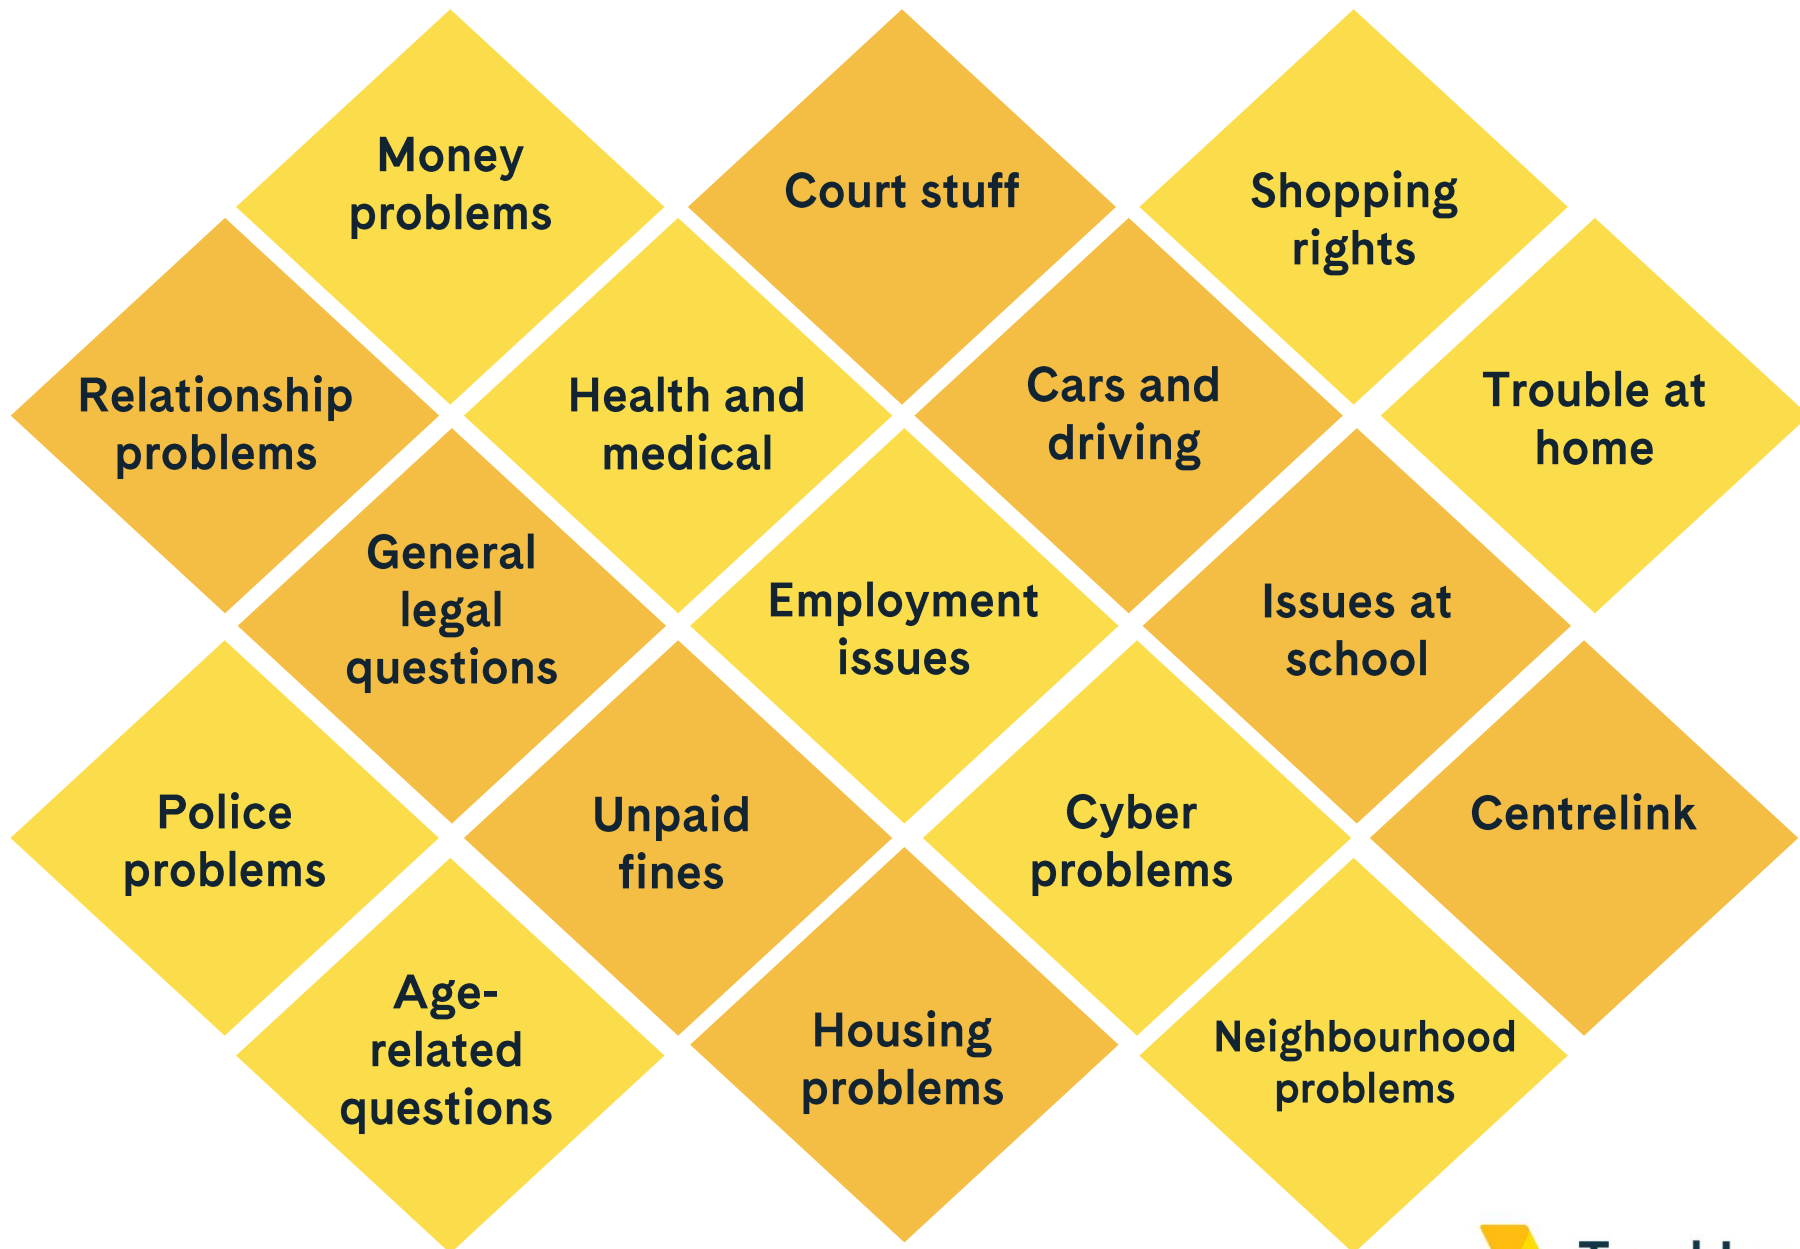 Money
problems
Court stuff
Shopping
rights
Relationship
problems
Health and
medical
Cars and
driving
Trouble at
home
General
legal
questions
Employment
issues
Issues at
school
Police
problems
Unpaid
fines
Cyber
problems
Centrelink
Age-
related
questions
Housing
problems
Neighbourhood
problems